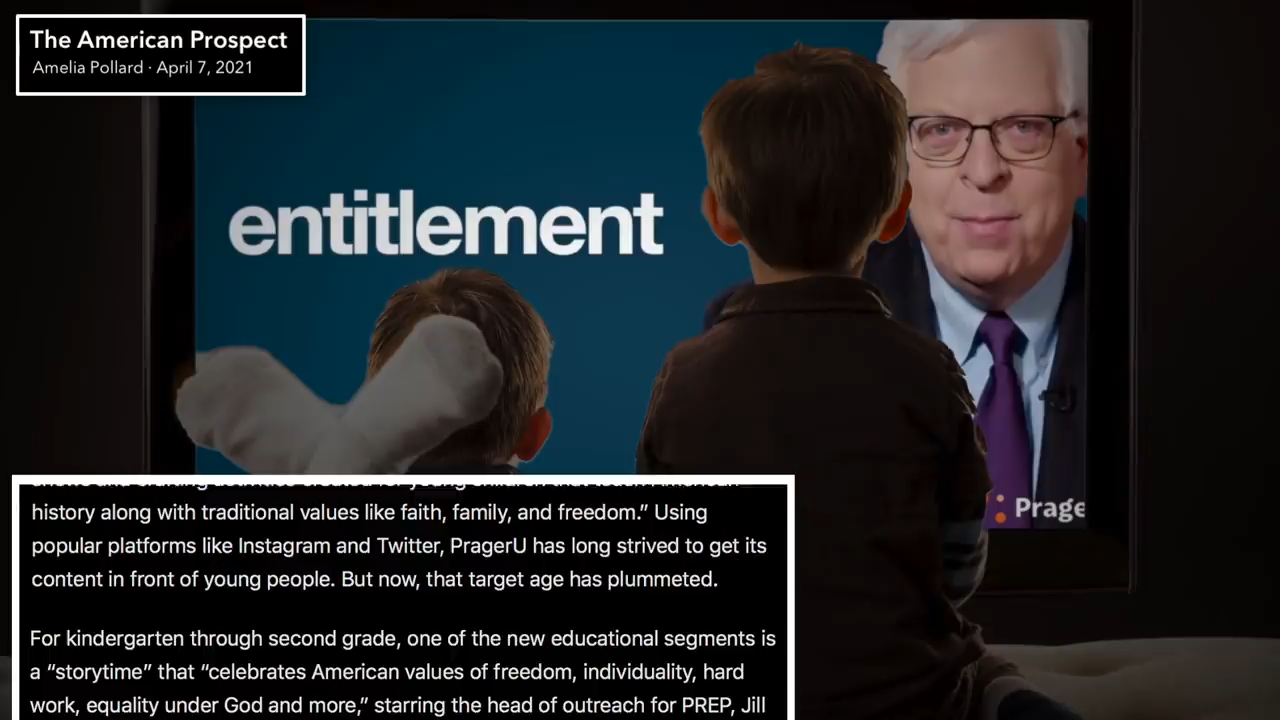 The American Prospect
Amelia Pollard · April 7, 2021
entitlement
Prage
history along with traditional values like faith, family, and freedom.” Using
popular platforms like Instagram and Twitter, PragerU has long strived to get its
content in front of young people. But now, that target age has plummeted.
For kindergarten through second grade, one of the new educational segments is
a “storytime” that “celebrates American values of freedom, individuality, hard
work, equality under God and more,” starring the head of outreach for PREP, Jill